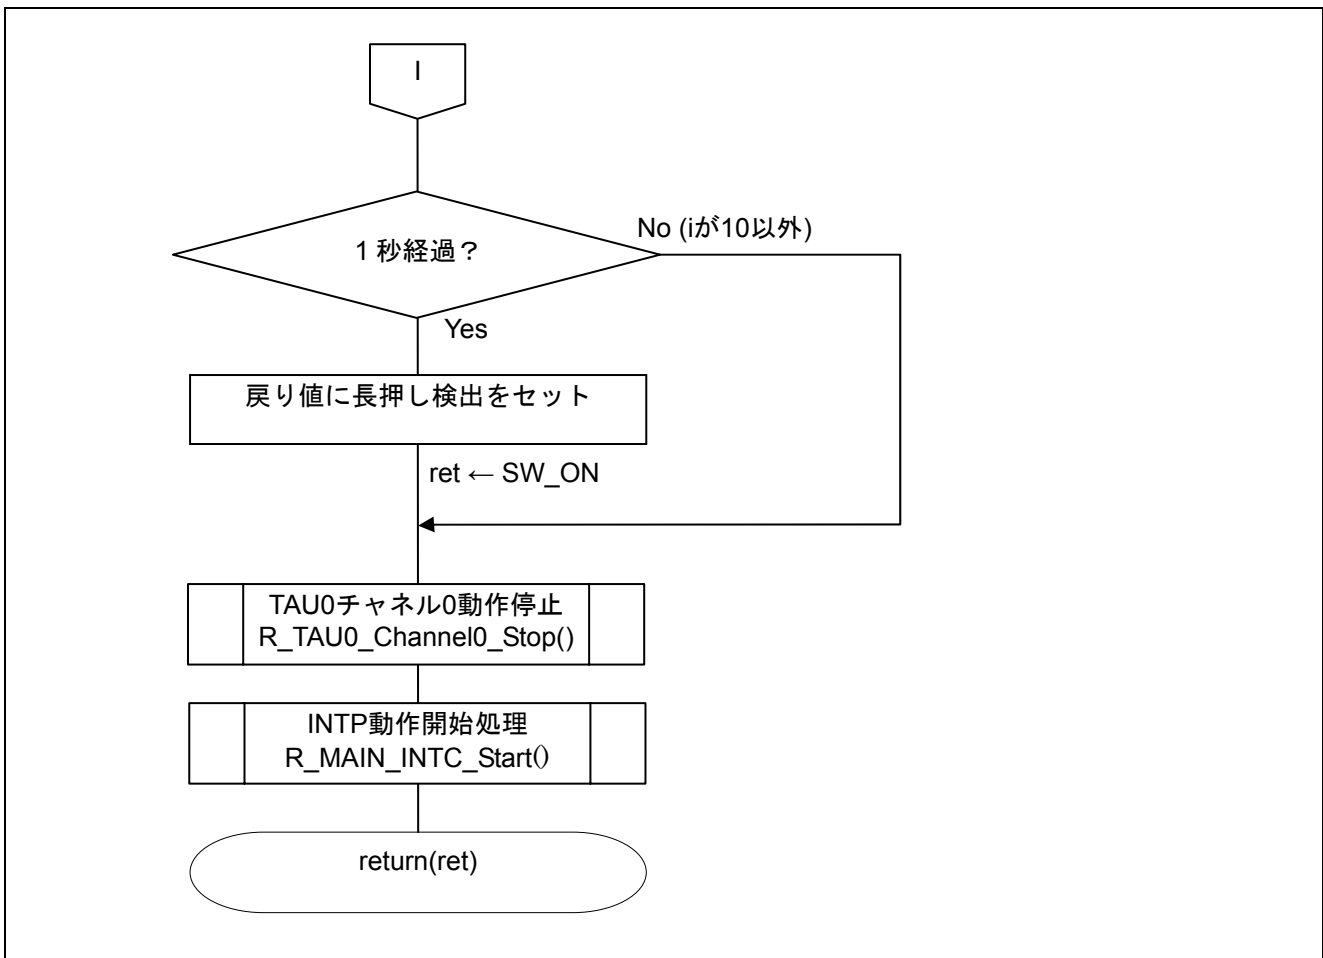 I
1 秒経過？
No (iが10以外)
Yes
戻り値に長押し検出をセット
ret ← SW_ON
TAU0チャネル0動作停止
R_TAU0_Channel0_Stop()
INTP動作開始処理
R_MAIN_INTC_Start()
return(ret)